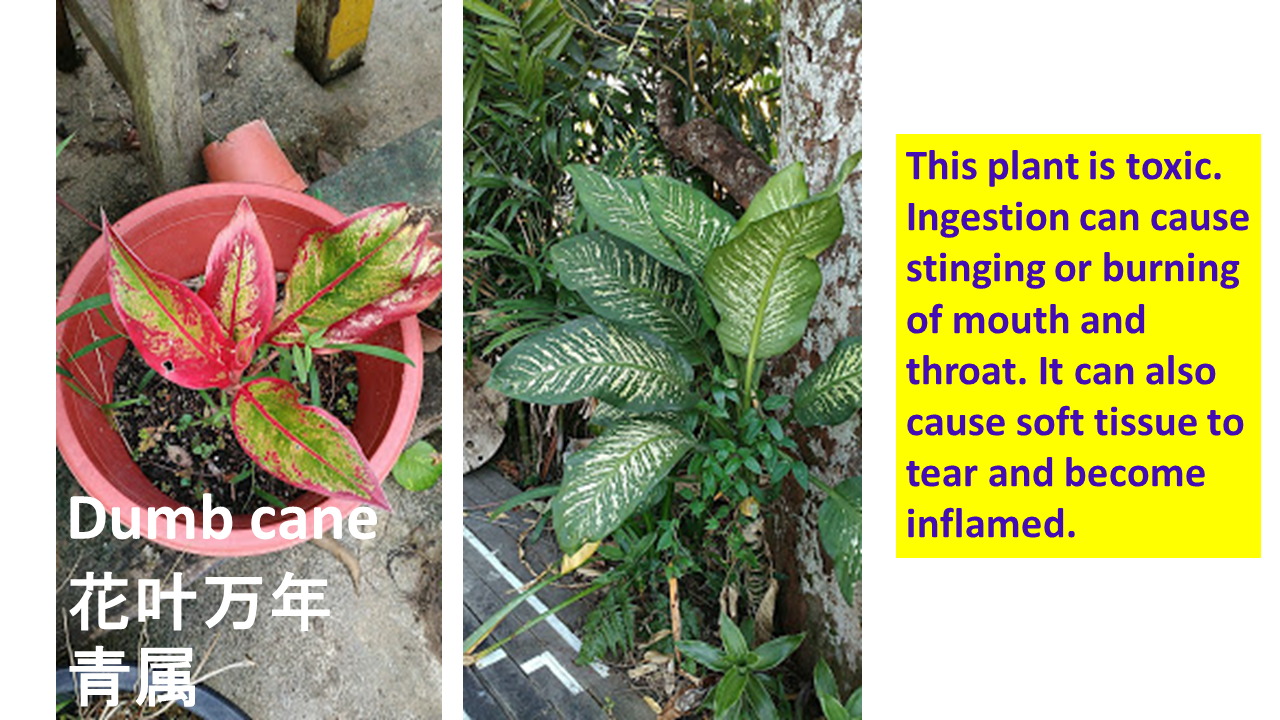 Dumb cane
花叶万年
青属
This plant is toxic.
Ingestion can cause
stinging or burning
of mouth and
throat. It can also
cause soft tissue to
tear and become
inflamed.